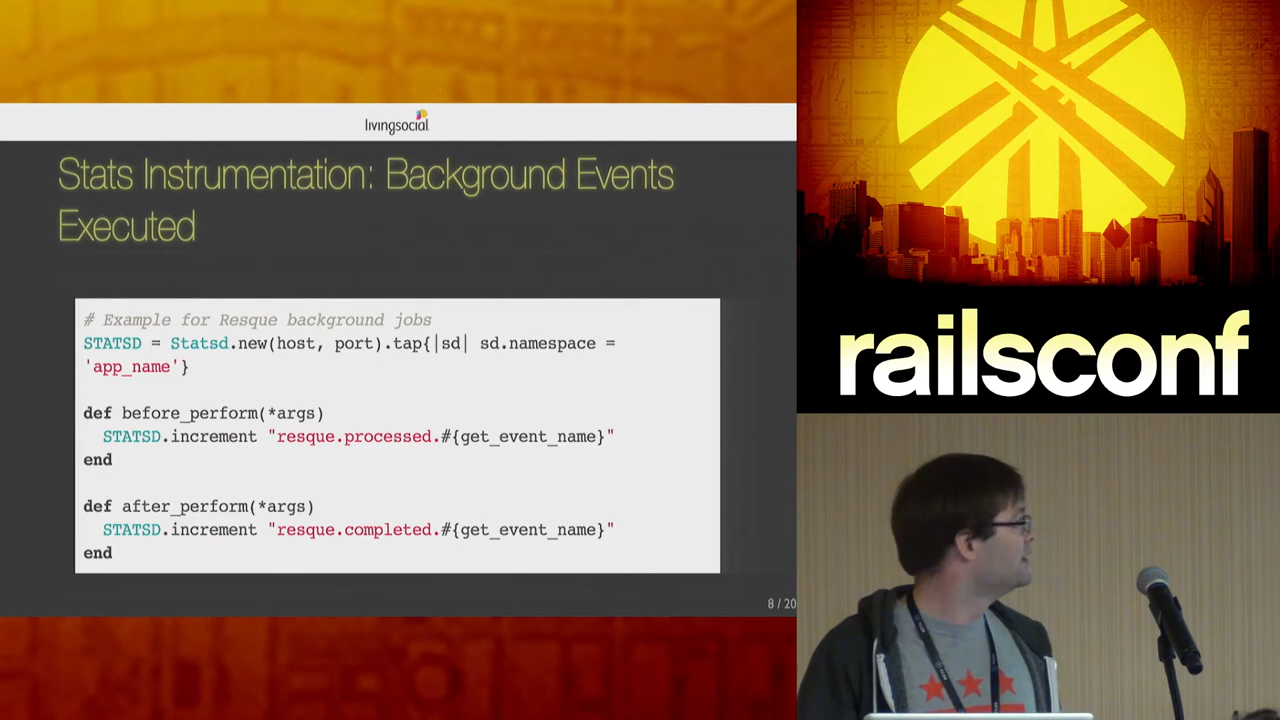 livingsocial
Stats Instrumentation: Background Events
Executed
# Example for Resque background jobs
STATSD = Statsd.new(host, port).tap{|sd| sd.namespace =
'app_name'}
def before_perform(*args)
  STATSD.increment "resque.processed.#{get_event_name}"
end
def after_perform(*args)
  STATSD.increment "resque.completed.#{get_event_name}"
end
8 / 20
railsconf